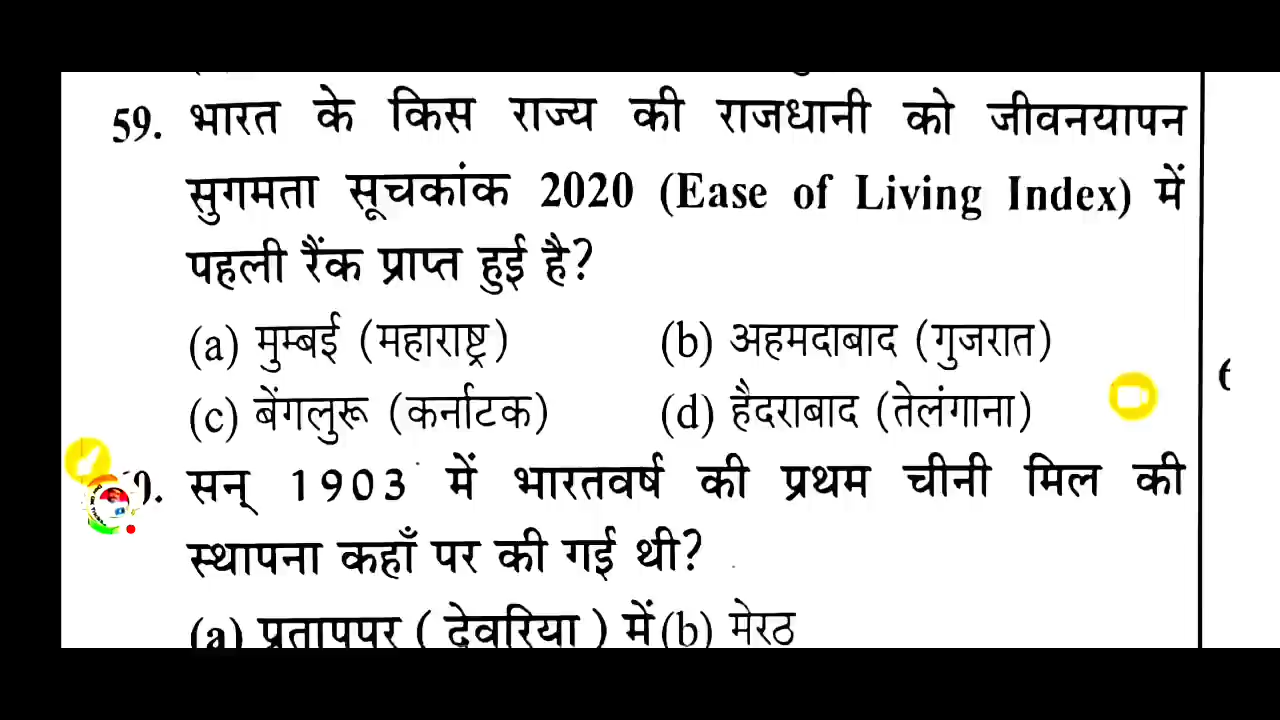 59. भारत के किस राज्य की राजधानी को जीवनयापन
सुगमता सूचकांक 2020 (Ease of Living Index) में
पहली रैंक प्राप्त हुई है?
(a) मुम्बई (महाराष्ट्र) (b) अहमदाबाद (गुजरात)
(c) बेंगलुरू (कर्नाटक) (d) हैदराबाद (तेलंगाना)
सन् 1903 में भारतवर्ष की प्रथम चीनी मिल की
स्थापना कहाँ पर की गई थी?
(a) प्रतापपर ( देवरिया ) में (b) मेरठ